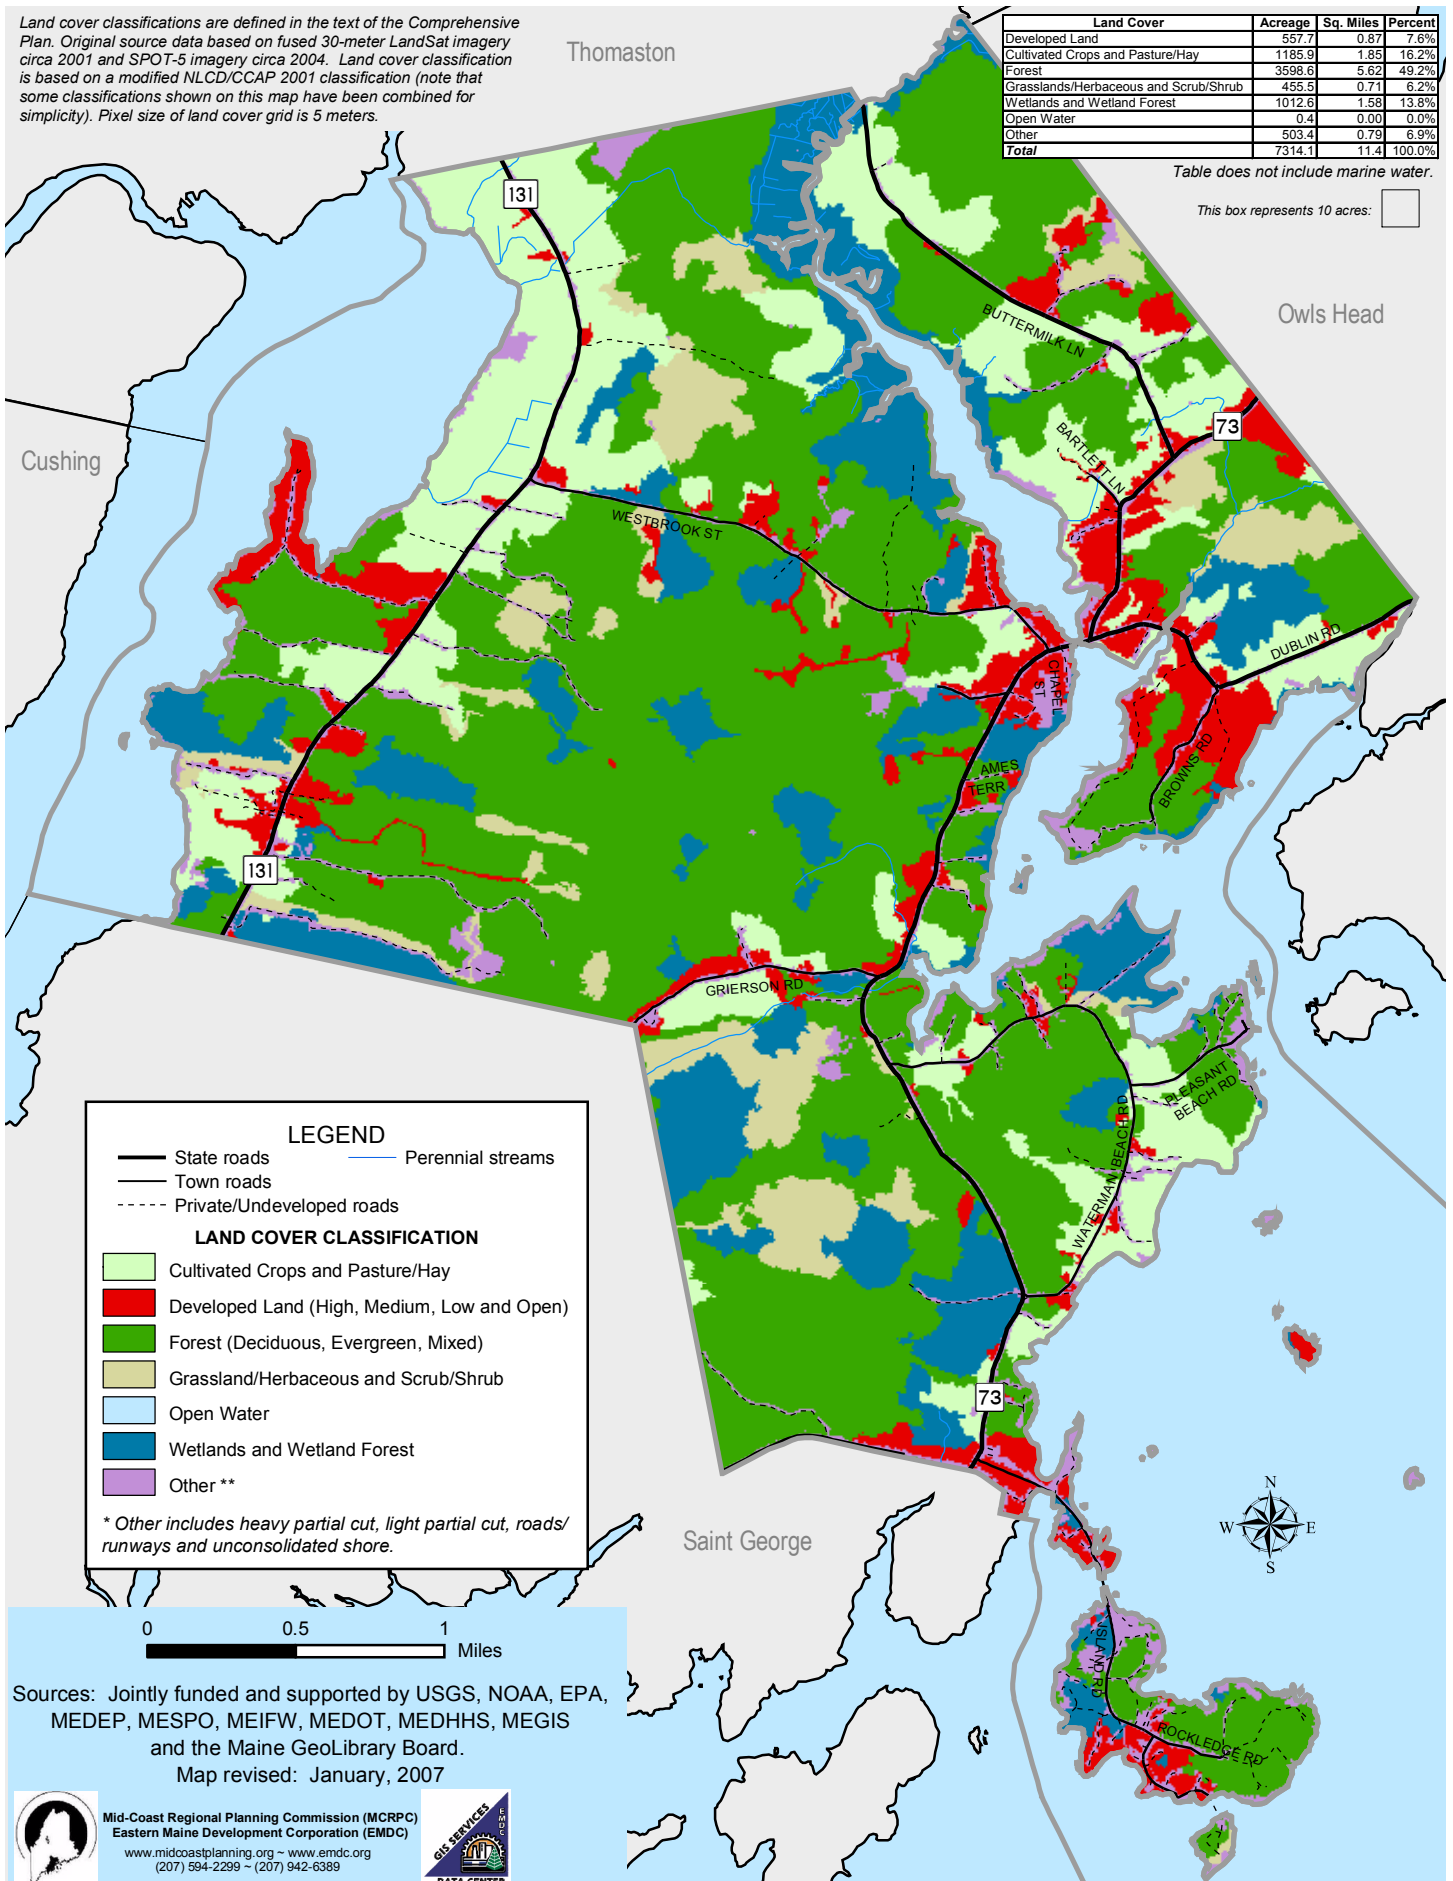 Land cover classifications are defined in the text of the Comprehensive
Plan. Original source data based on fused 30-meter LandSat imagery
circa 2001 and SPOT-5 imagery circa 2004. Land cover classification
is based on a modified NLCD/CCAP 2001 classification (note that
some classifications shown on this map have been combined for
simplicity). Pixel size of land cover grid is 5 meters.
Thomaston
Land Cover Acreage Sq. Miles Percent
Developed Land 557.7 0.87 7.6%
Cultivated Crops and Pasture/Hay 1185.9 1.85 16.2%
Forest 3598.6 5.62 49.2%
Grasslands/Herbaceous and Scrub/Shrub 455.5 0.71 6.2%
Wetlands and Wetland Forest 1012.6 1.58 13.8%
Open Water 0.4 0.00 0.0%
Other 503.4 0.79 6.9%
Total 7314.1 11.4 100.0%
Table does not include marine water.
This box represents 10 acres:
131
Owls Head
BUTTERMILK LN
73
BARTLETT LN
Cushing
WESTBROOK ST
DUBLIN RD
CHAPEL
ST
BROWNS RD
AMES
TERR
131
GRIERSON RD
PLEASANT
BEACH RD
WATERMAN BEACH RD
73
LEGEND
State roads
Perennial streams
Town roads
Private/Undeveloped roads
LAND COVER CLASSIFICATION
Cultivated Crops and Pasture/Hay
Developed Land (High, Medium, Low and Open)
Forest (Deciduous, Evergreen, Mixed)
Grassland/Herbaceous and Scrub/Shrub
Open Water
Wetlands and Wetland Forest
Other **
* Other includes heavy partial cut, light partial cut, roads/
runways and unconsolidated shore.
Saint George
N
W E
S
ISLAND RD
ROCKLEDGE RD
0 0.5 1
Miles
Sources: Jointly funded and supported by USGS, NOAA, EPA,
MEDEP, MESPO, MEIFW, MEDOT, MEDHHS, MEGIS
and the Maine GeoLibrary Board.
Map revised: January, 2007
Mid-Coast Regional Planning Commission (MCRPC)
Eastern Maine Development Corporation (EMDC)
www.midcoastplanning.org ~ www.emdc.org
(207) 594-2299 ~ (207) 942-6389
GIS SERVICES
EMDC
DATA CENTER